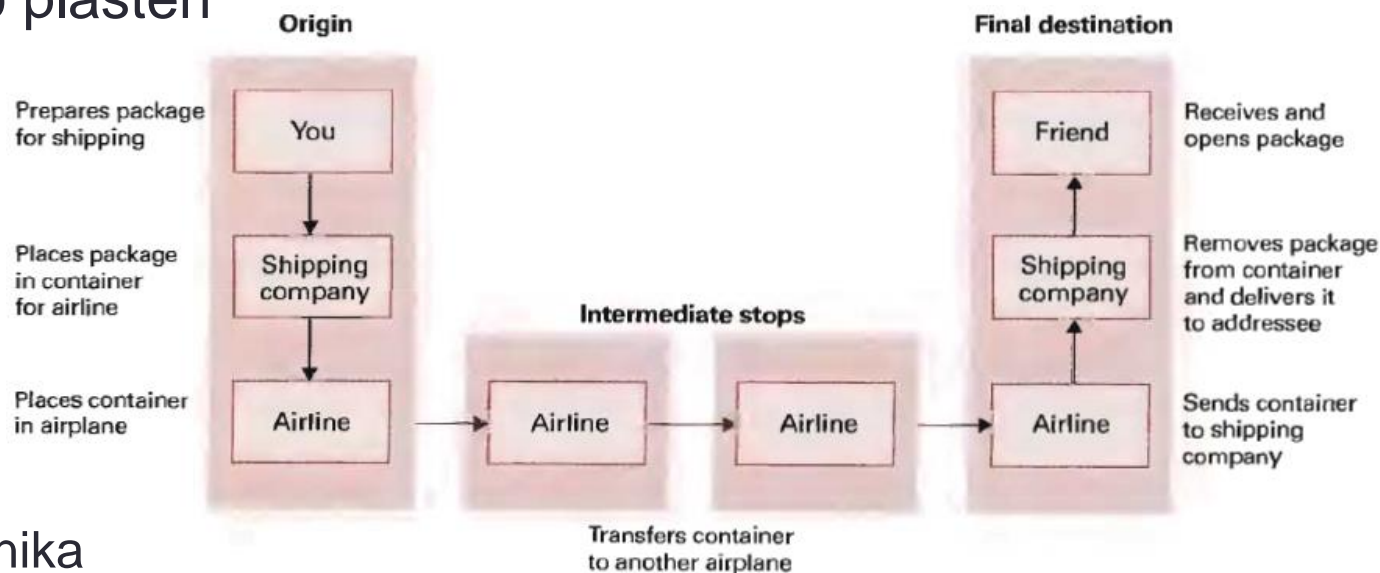 plasten
Origin
Final destination
Prepares package
for shipping
You
Friend
Receives and
opens package
Places package
in container
for airline
Shipping
company
Shipping
company
Removes package
from container
and delivers it
to addressee
Intermediate stops
Places container
in airplane
Airline
Airline
Airline
Airline
Sends container
to shipping
company
Transfers container
to another airplane
nika